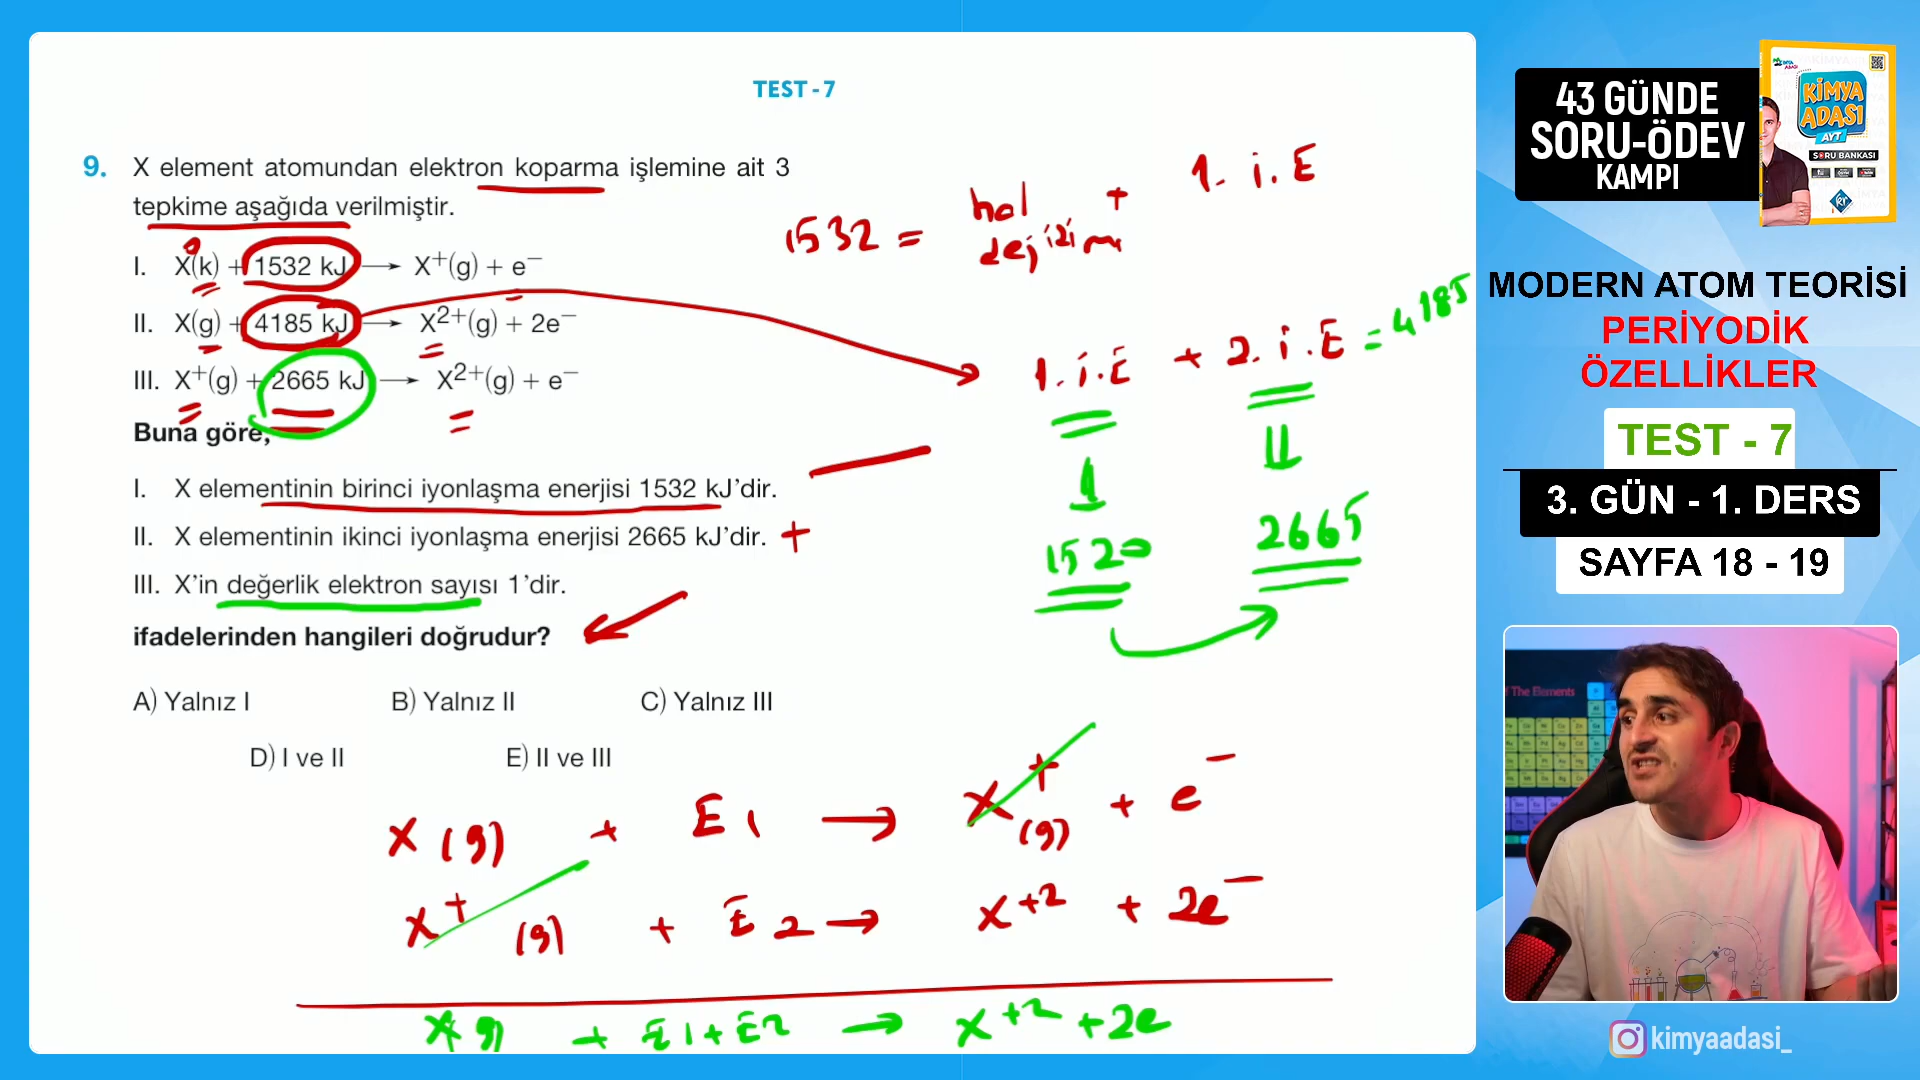 TEST - 7
9. X element atomundan elektron koparma işlemine ait 3
tepkime aşağıda verilmiştir.
I. X(k) + 1532 kJ → X⁺(g) + e⁻
II. X(g) + 4185 kJ → X²⁺(g) + 2e⁻
III. X⁺(g) + 2665 kJ → X²⁺(g) + e⁻
Buna göre,
I. X elementinin birinci iyonlaşma enerjisi 1532 kJ'dir.
II. X elementinin ikinci iyonlaşma enerjisi 2665 kJ'dir. +
III. X'in değerlik elektron sayısı 1'dir.
ifadelerinden hangileri doğrudur?
A) Yalnız I B) Yalnız II C) Yalnız III
D) I ve II E) II ve III
1532 = hal değişimi + 1. i.E
1. i.E + 2. i.E = 4185
1520 2665
X (g) + E1 → X⁺ (g) + e⁻
X⁺ (g) + E2 → X⁺² + 2e⁻
X(g) + E1+E2 → X⁺² + 2e
43 GÜNDE
SORU-ÖDEV
KAMPI
KİMYA
ADASI
AYT
SORU BANKASI
kr
MODERN ATOM TEORİSİ
PERİYODİK
ÖZELLİKLER
TEST - 7
3. GÜN - 1. DERS
SAYFA 18 - 19
The Elements
kimyaadasi_